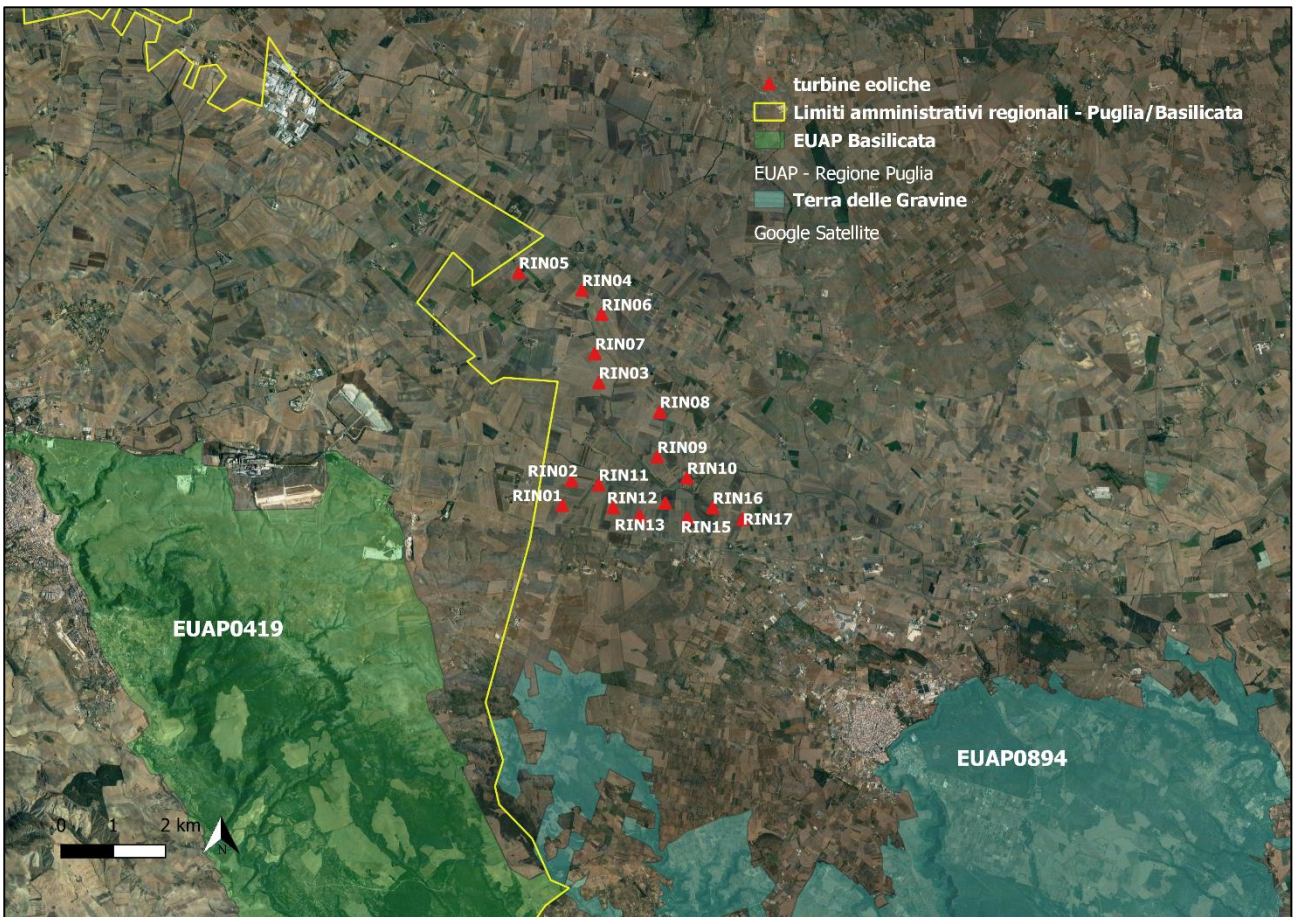 turbine eoliche
Limiti amministrativi regionali - Puglia/Basilicata
EUAP Basilicata
EUAP - Regione Puglia
Terra delle Gravine
Google Satellite
RIN05
RIN04
RIN06
RIN07
RIN03
RIN08
RIN09
RIN02
RIN11
RIN10
RIN01
RIN12
RIN16
RIN13
RIN15
RIN17
EUAP0419
EUAP0894
0 1 2 km
N